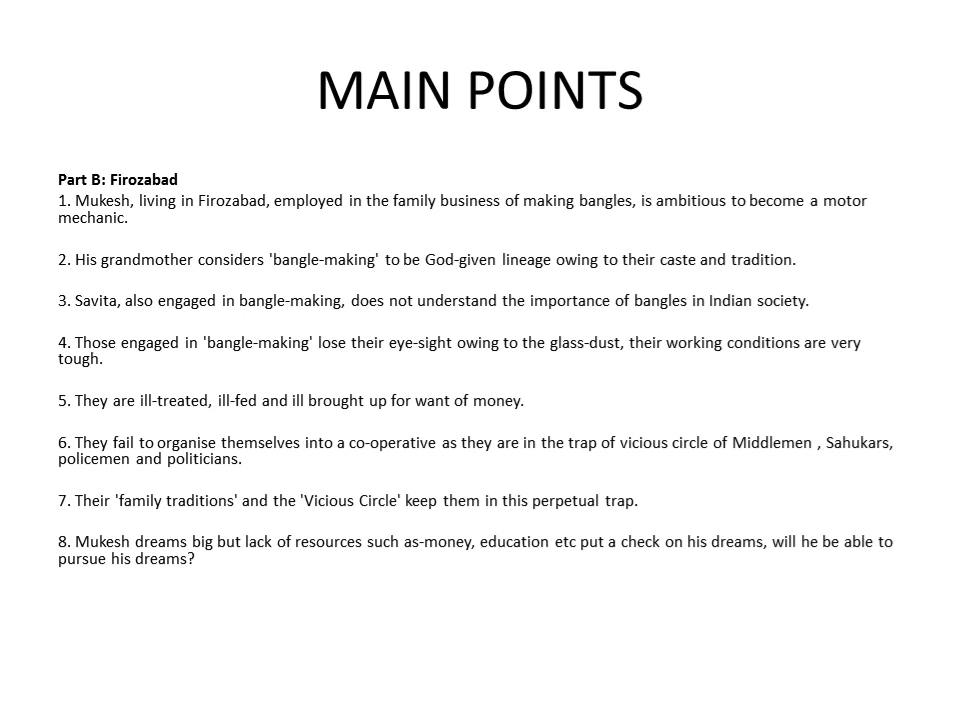 MAIN POINTS
Part B: Firozabad
1. Mukesh, living in Firozabad, employed in the family business of making bangles, is ambitious to become a motor
mechanic.
2. His grandmother considers 'bangle-making' to be God-given lineage owing to their caste and tradition.
3. Savita, also engaged in bangle-making, does not understand the importance of bangles in Indian society.
4. Those engaged in 'bangle-making' lose their eye-sight owing to the glass-dust, their working conditions are very
tough.
5. They are ill-treated, ill-fed and ill brought up for want of money.
6. They fail to organise themselves into a co-operative as they are in the trap of vicious circle of Middlemen , Sahukars,
policemen and politicians.
7. Their 'family traditions' and the 'Vicious Circle' keep them in this perpetual trap.
8. Mukesh dreams big but lack of resources such as-money, education etc put a check on his dreams, will he be able to
pursue his dreams?